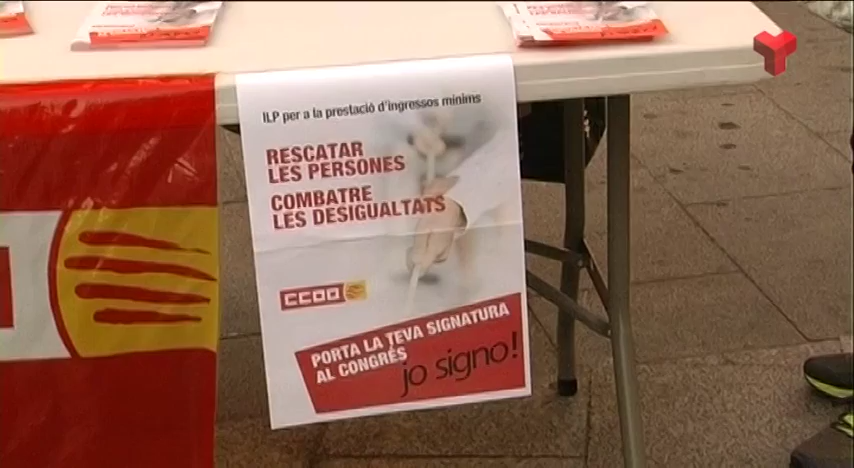 ILP per a la prestació d'ingressos mínims
RESCATAR
LES PERSONES
COMBATRE
LES DESIGUALTATS
CCOO
PORTA LA TEVA SIGNATURA
AL CONGRÉS
jo signo!